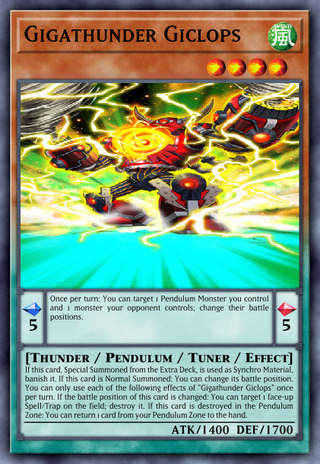 Gigathunder Giclops
WIND
風
Once per turn: You can target 1 Pendulum Monster you control
and 1 monster your opponent controls; change their battle
positions.
5
5
[Thunder / Pendulum / Tuner / Effect]
If this card, Special Summoned from the Extra Deck, is used as Synchro Material,
banish it. If this card is Normal Summoned: You can change its battle position.
You can only use each of the following effects of "Gigathunder Giclops" once
per turn. If the battle position of this card is changed: You can target 1 face-up
Spell/Trap on the field; destroy it. If this card is destroyed in the Pendulum
Zone: You can return 1 card from your Pendulum Zone to the hand.
ATK/1400 DEF/1700